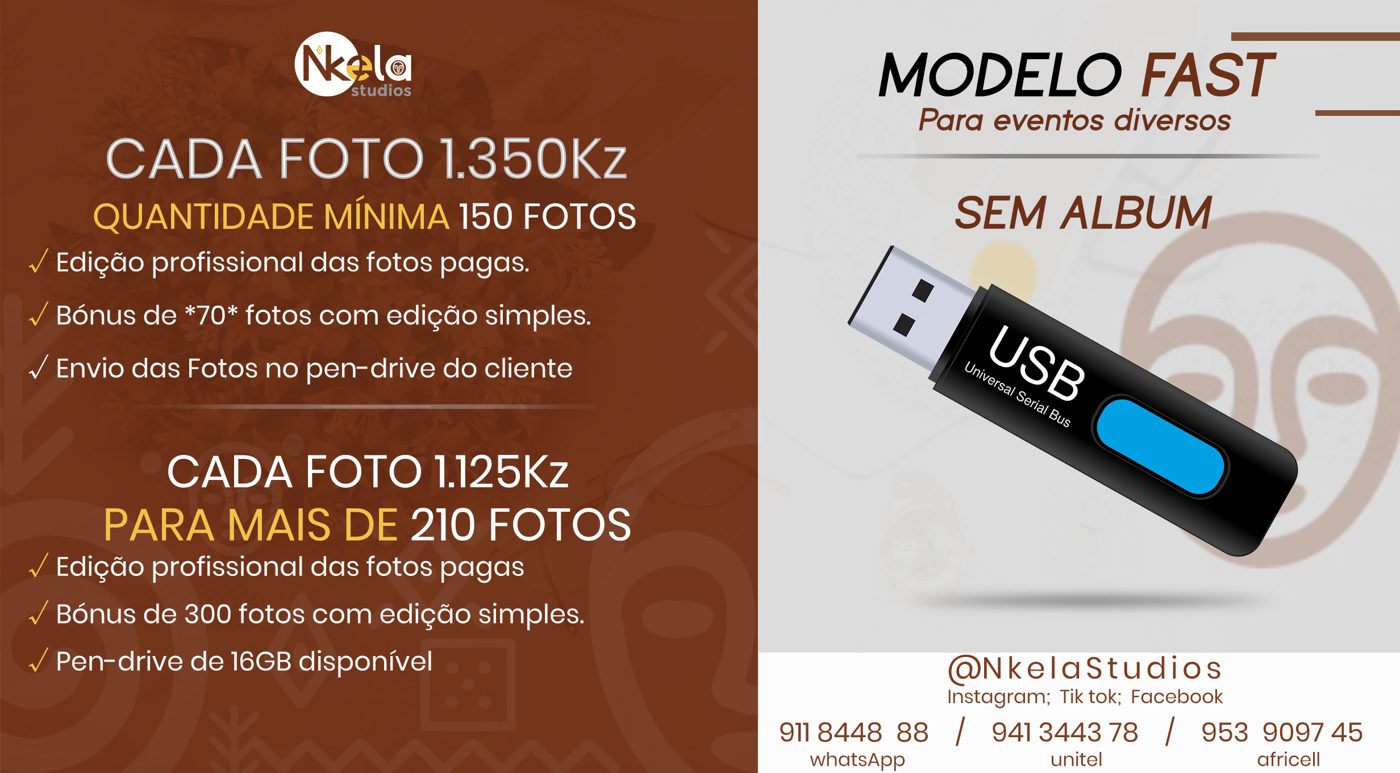 Nkela
studios
CADA FOTO 1.350Kz
QUANTIDADE MÍNIMA 150 FOTOS
✓ Edição profissional das fotos pagas.
✓ Bónus de *70* fotos com edição simples.
✓ Envio das Fotos no pen-drive do cliente
CADA FOTO 1.125Kz
PARA MAIS DE 210 FOTOS
✓ Edição profissional das fotos pagas
✓ Bónus de 300 fotos com edição simples.
✓ Pen-drive de 16GB disponível
MODELO FAST
Para eventos diversos
SEM ALBUM
USB
Universal Serial Bus
@NkelaStudios
Instagram; Tik tok; Facebook
911 8448 88 / 941 3443 78 / 953 9097 45
whatsApp unitel africell